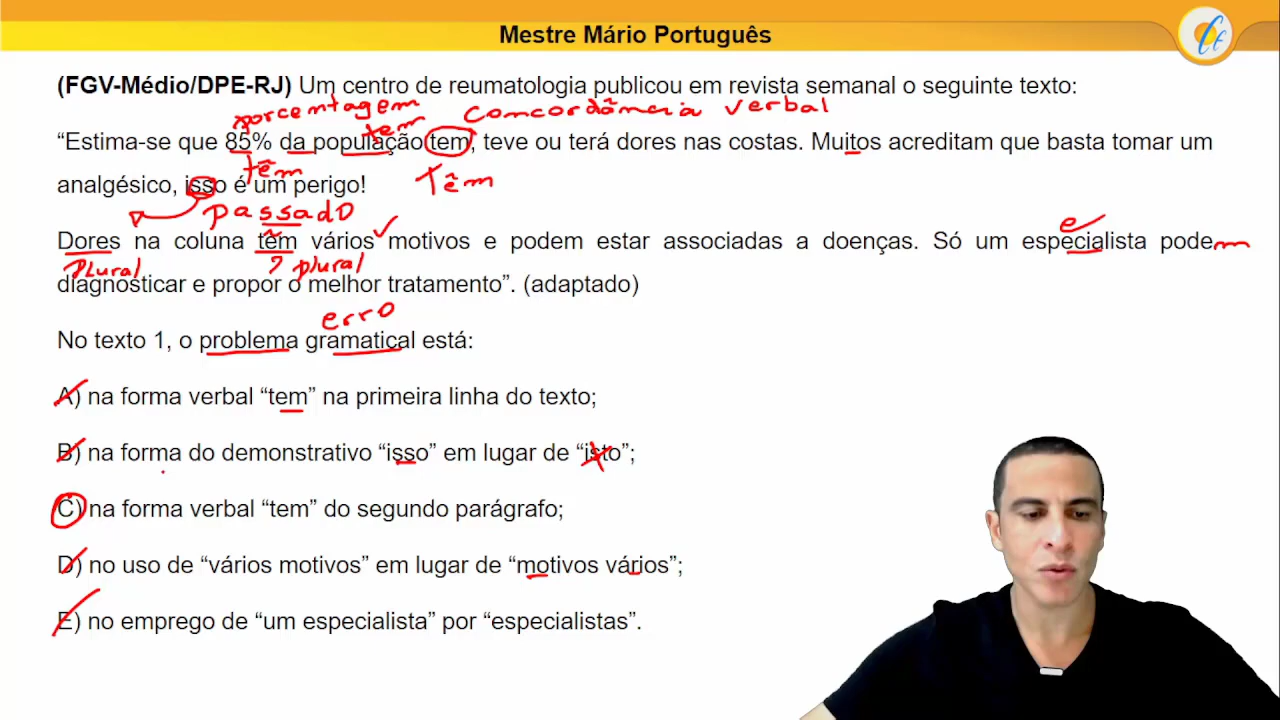 Mestre Mário Português
(FGV-Médio/DPE-RJ) Um centro de reumatologia publicou em revista semanal o seguinte texto:
porcentagem concordância verbal
tem
“Estima-se que 85% da população tem, teve ou terá dores nas costas. Muitos acreditam que basta tomar um
têm Têm
analgésico, isso é um perigo!
passado
e
Dores na coluna tem vários motivos e podem estar associadas a doenças. Só um especialista podem
Plural ? plural
diagnosticar e propor o melhor tratamento”. (adaptado)
erro
No texto 1, o problema gramatical está:
A) na forma verbal “tem” na primeira linha do texto;
B) na forma do demonstrativo “isso” em lugar de “isto”;
C) na forma verbal “tem” do segundo parágrafo;
D) no uso de “vários motivos” em lugar de “motivos vários”;
E) no emprego de “um especialista” por “especialistas”.